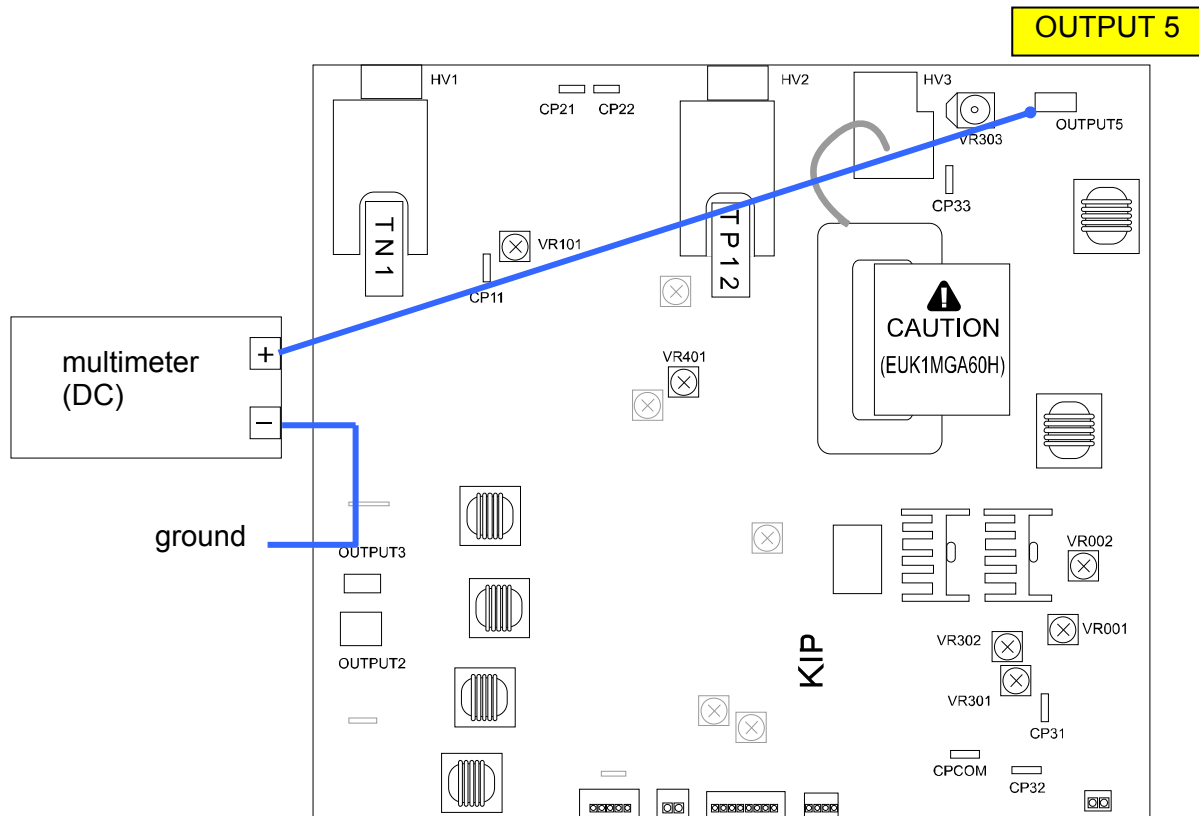 OUTPUT 5
HV1
CP21
CP22
HV2
HV3
VR303
OUTPUT5
CP33
TN1
TP12
VR101
CP11
CAUTION
(EUK1MGA60H)
multimeter
(DC)
+
−
VR401
ground
OUTPUT3
OUTPUT2
VR002
VR001
VR302
VR301
KIP
CP31
CPCOM
CP32